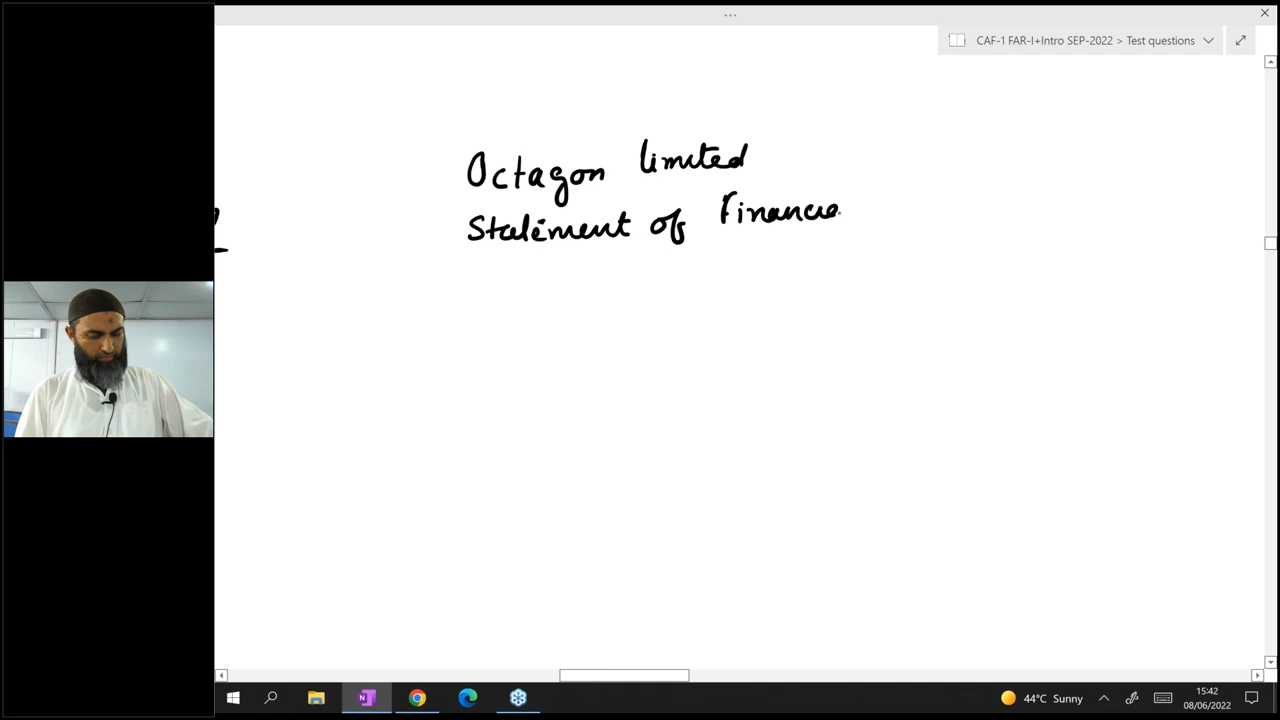 CAF-1 FAR-I+Intro SEP-2022 > Test questions
Octagon limited
Statement of Financia
44°C Sunny
15:42
08/06/2022